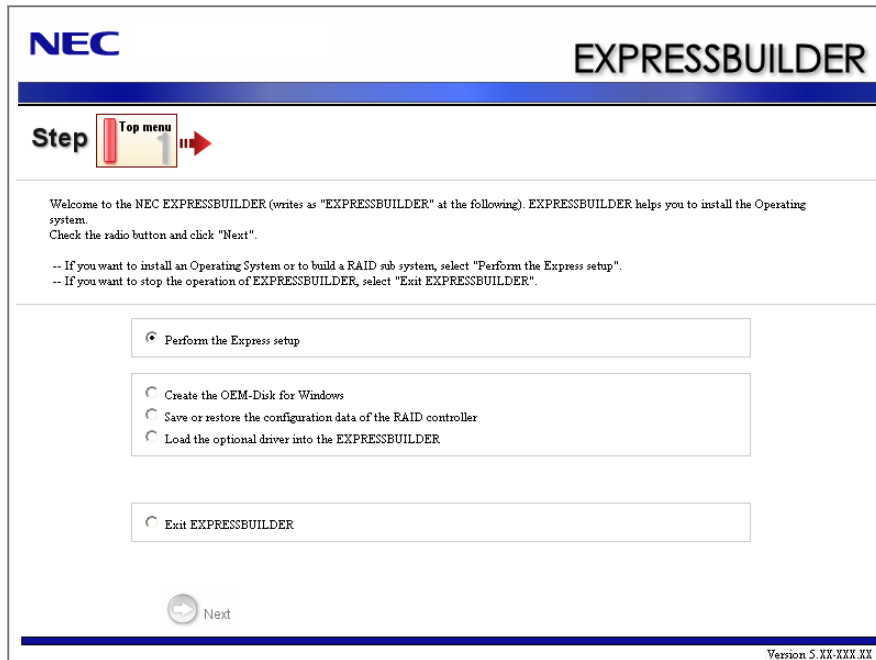 NEC
EXPRESSBUILDER
Step
Top menu
1
Welcome to the NEC EXPRESSBUILDER (writes as "EXPRESSBUILDER" at the following). EXPRESSBUILDER helps you to install the Operating
system.
Check the radio button and click "Next".
-- If you want to install an Operating System or to build a RAID sub system, select "Perform the Express setup".
-- If you want to stop the operation of EXPRESSBUILDER, select "Exit EXPRESSBUILDER".
Perform the Express setup
Create the OEM-Disk for Windows
Save or restore the configuration data of the RAID controller
Load the optional driver into the EXPRESSBUILDER
Exit EXPRESSBUILDER
Next
Version 5.XX-XXX.XX